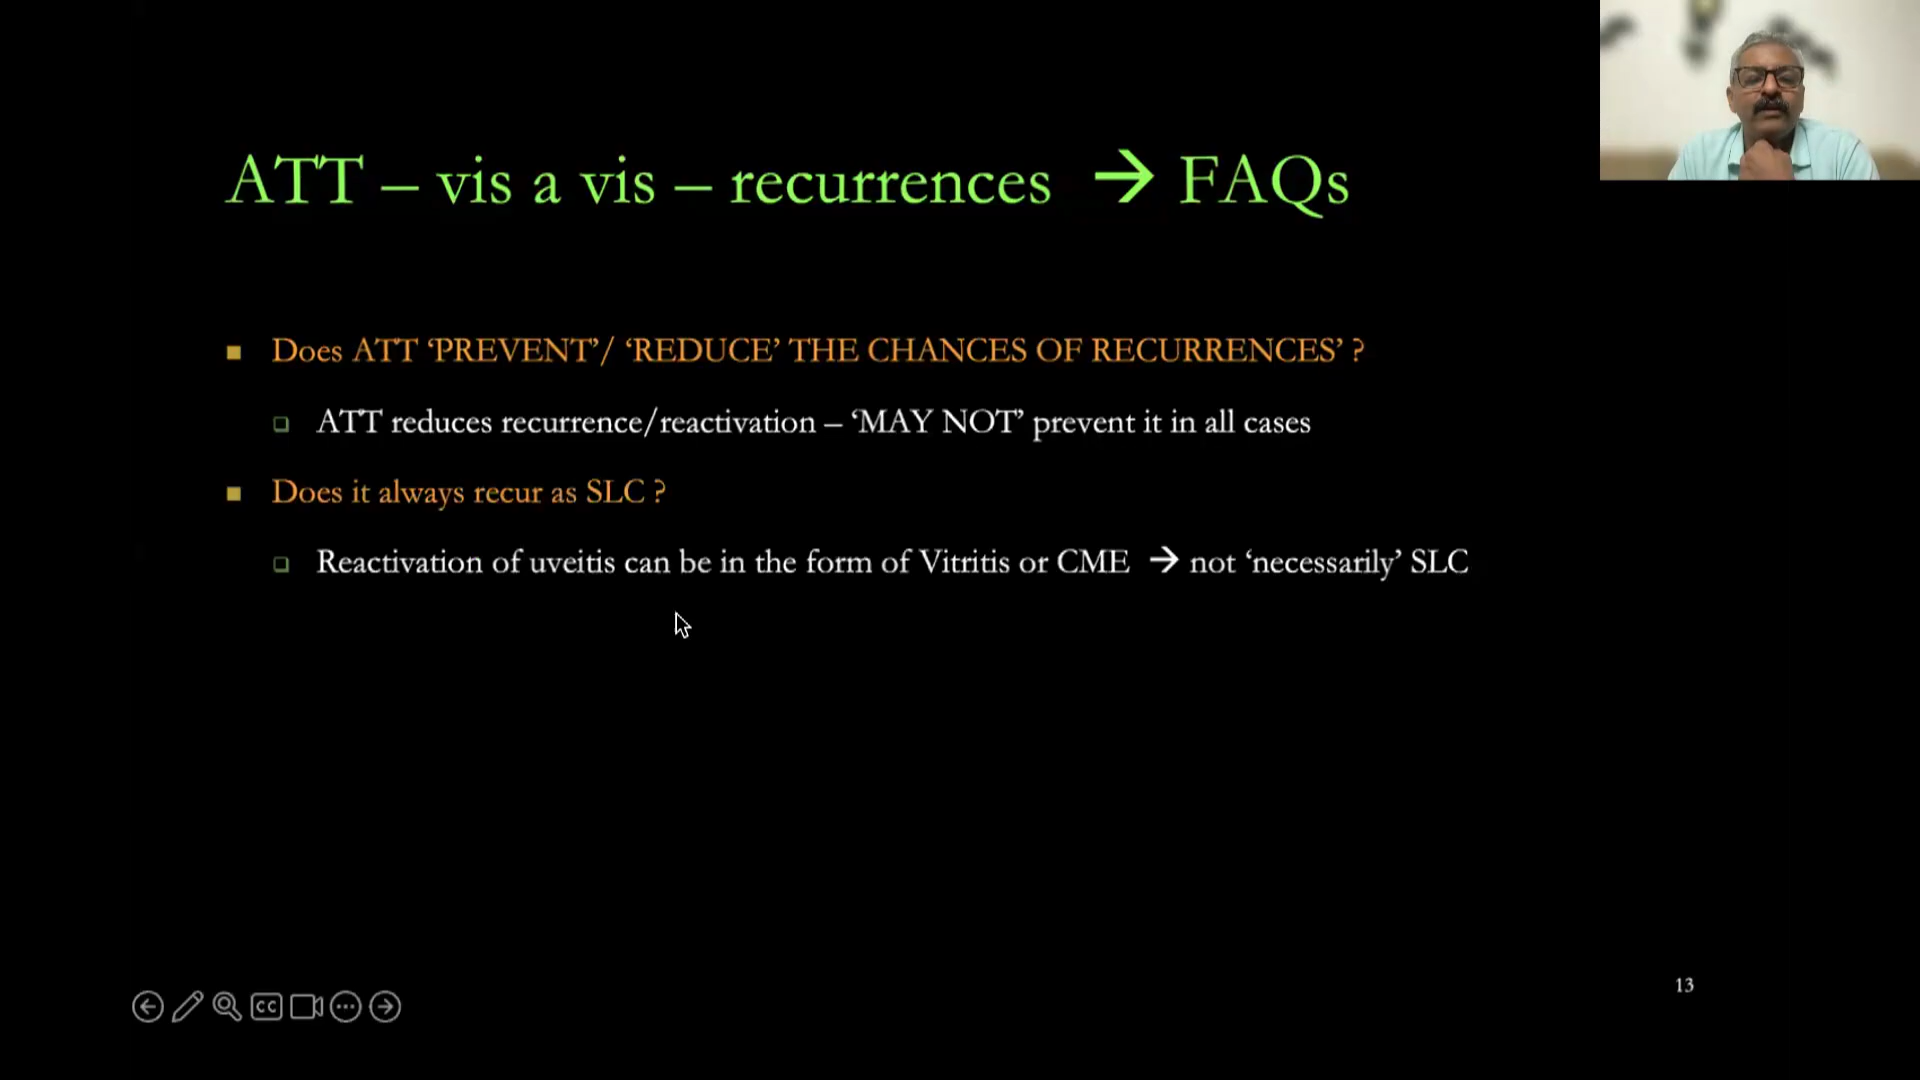 ATT – vis a vis – recurrences → FAQs
Does ATT ‘PREVENT’/ ‘REDUCE’ THE CHANCES OF RECURRENCES’ ?
ATT reduces recurrence/reactivation – ‘MAY NOT’ prevent it in all cases
Does it always recur as SLC ?
Reactivation of uveitis can be in the form of Vitritis or CME → not ‘necessarily’ SLC
13
CC